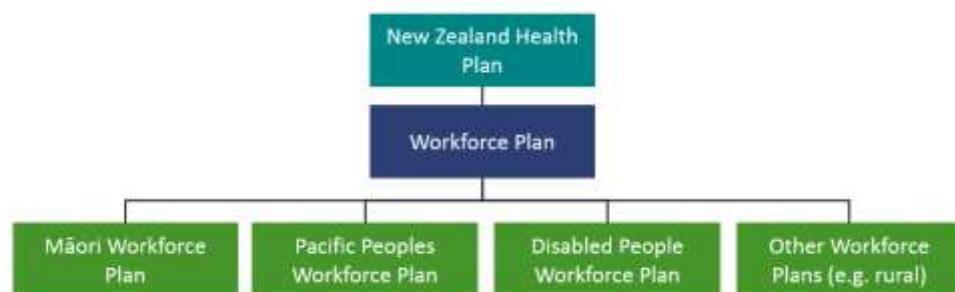 New Zealand Health
Plan
Workforce Plan
Māori Workforce
Plan
Pacific Peoples
Workforce Plan
Disabled People
Workforce Plan
Other Workforce
Plans (e.g. rural)